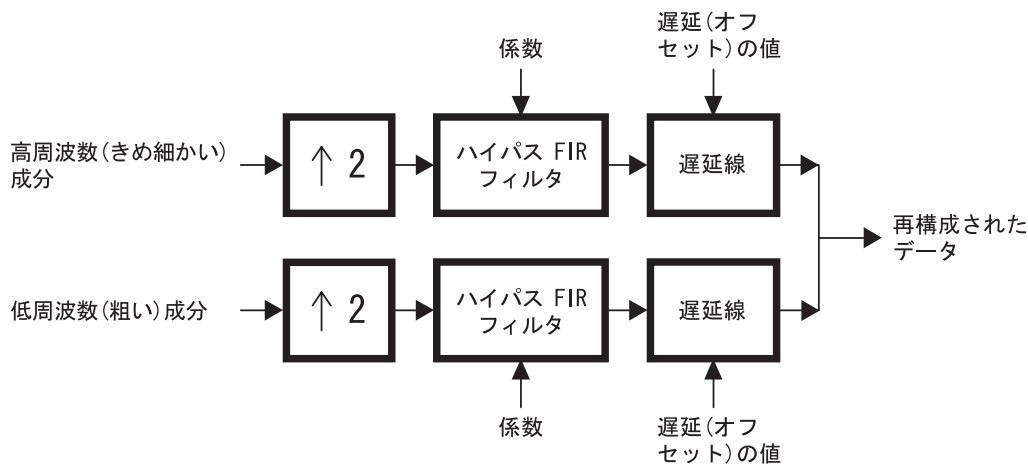 係数
遅延(オフ
セット)の値
高周波数(きめ細かい)
成分
↑ 2
ハイパス FIR
フィルタ
遅延線
再構成された
データ
低周波数(粗い)成分
↑ 2
ハイパス FIR
フィルタ
遅延線
係数
遅延(オフ
セット)の値